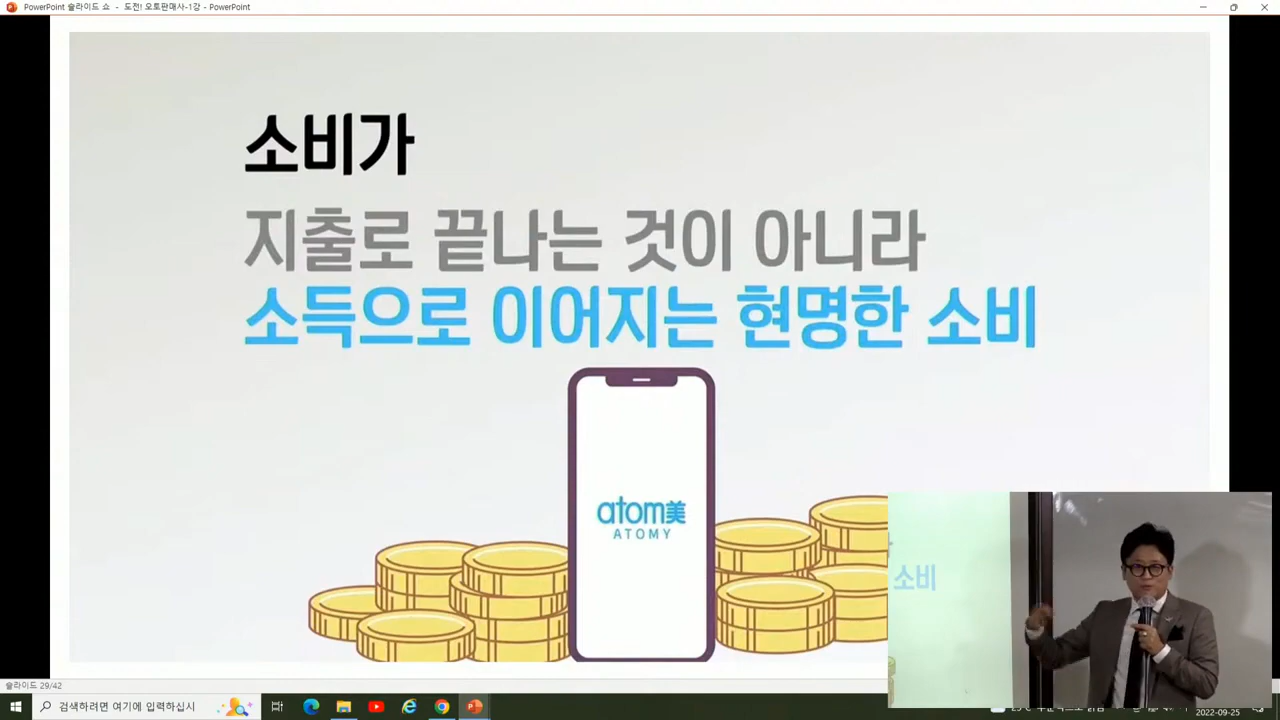 PowerPoint 슬라이드 쇼 - 도전! 오토판매사-1강 - PowerPoint
소비가
지출로 끝나는 것이 아니라
소득으로 이어지는 현명한 소비
atom美
ATOMY
소비
슬라이드 29/42
검색하려면 여기에 입력하십시
2022-09-25